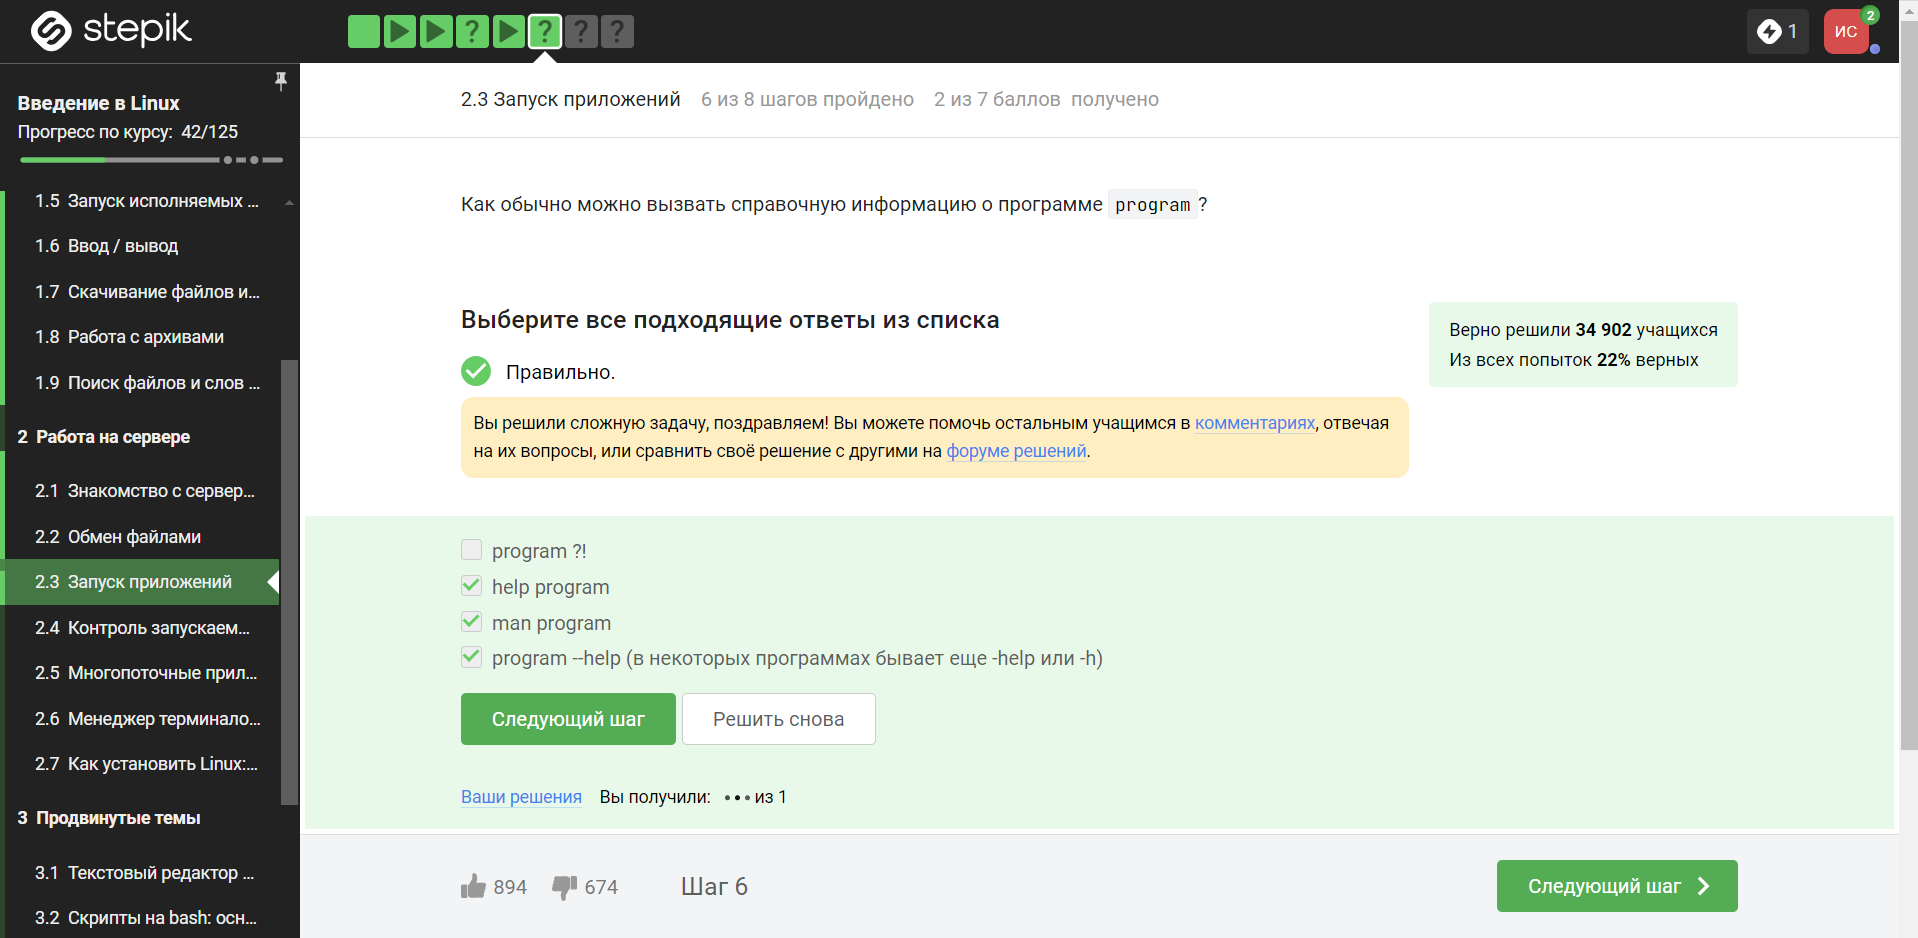 stepik
? ? ? ?
1
ИС
2
Введение в Linux
Прогресс по курсу: 42/125
1.5 Запуск исполняемых ...
1.6 Ввод / вывод
1.7 Скачивание файлов и...
1.8 Работа с архивами
1.9 Поиск файлов и слов ...
2 Работа на сервере
2.1 Знакомство с сервер...
2.2 Обмен файлами
2.3 Запуск приложений
2.4 Контроль запускаем...
2.5 Многопоточные прил...
2.6 Менеджер терминало...
2.7 Как установить Linux:...
3 Продвинутые темы
3.1 Текстовый редактор ...
3.2 Скрипты на bash: осн...
2.3 Запуск приложений 6 из 8 шагов пройдено 2 из 7 баллов получено
Как обычно можно вызвать справочную информацию о программе program ?
Выберите все подходящие ответы из списка
Правильно.
Вы решили сложную задачу, поздравляем! Вы можете помочь остальным учащимся в комментариях, отвечая
на их вопросы, или сравнить своё решение с другими на форуме решений.
Верно решили 34 902 учащихся
Из всех попыток 22% верных
program ?!
help program
man program
program --help (в некоторых программах бывает еще -help или -h)
Следующий шаг Решить снова
Ваши решения Вы получили: ••• из 1
894 674 Шаг 6 Следующий шаг